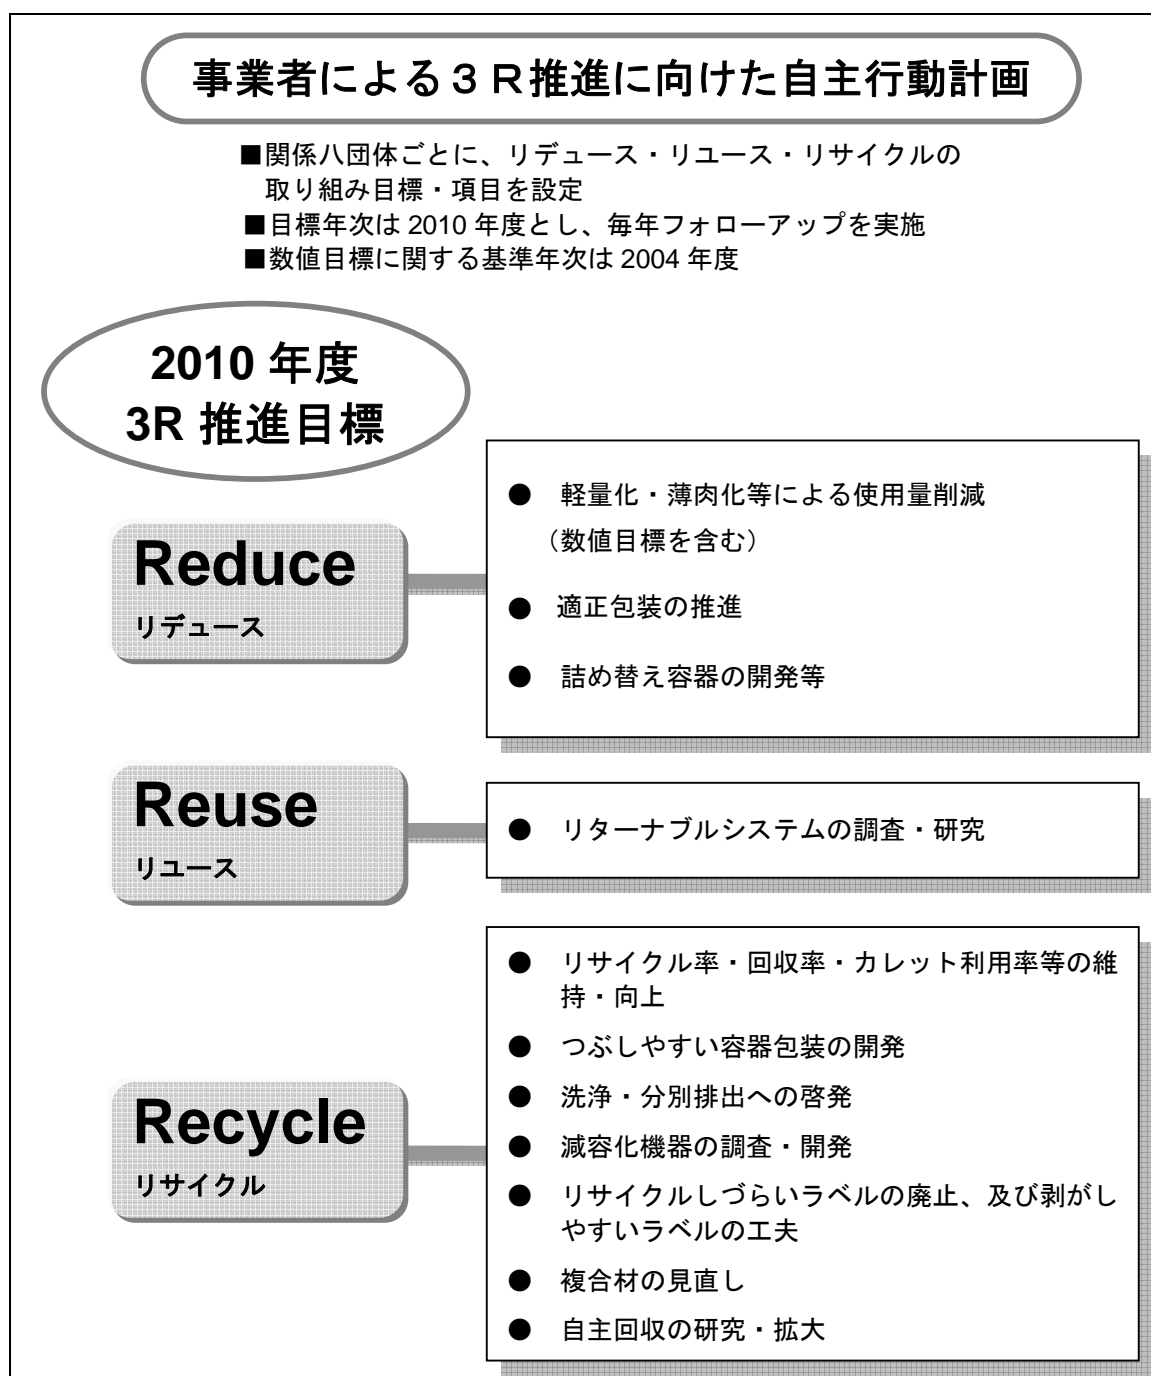 事業者による３Ｒ推進に向けた自主行動計画
■関係八団体ごとに、リデュース・リユース・リサイクルの
取り組み目標・項目を設定
■目標年次は 2010 年度とし、毎年フォローアップを実施
■数値目標に関する基準年次は 2004 年度
2010 年度
3R 推進目標
Reduce
リデュース
● 軽量化・薄肉化等による使用量削減
（数値目標を含む）
● 適正包装の推進
● 詰め替え容器の開発等
Reuse
リユース
● リターナブルシステムの調査・研究
Recycle
リサイクル
● リサイクル率・回収率・カレット利用率等の維
持・向上
● つぶしやすい容器包装の開発
● 洗浄・分別排出への啓発
● 減容化機器の調査・開発
● リサイクルしづらいラベルの廃止、及び剥がし
やすいラベルの工夫
● 複合材の見直し
● 自主回収の研究・拡大